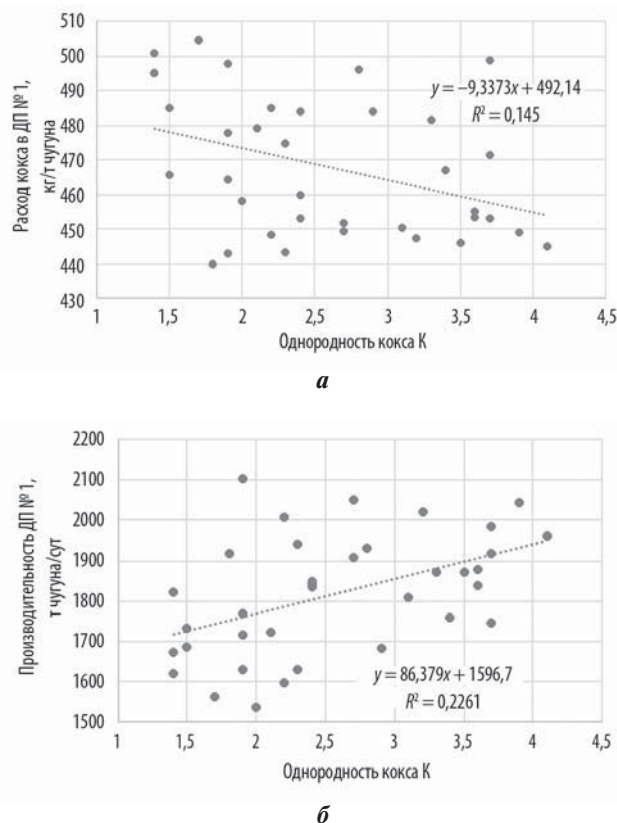 510
500
490
480
470
460
450
440
430
Расход кокса в ДП № 1,
кг/т чугуна
y = −9,3373x + 492,14
R² = 0,145
1 1,5 2 2,5 3 3,5 4 4,5
Однородность кокса К
а
2200
2100
2000
1900
1800
1700
1600
1500
Производительность ДП № 1,
т чугуна/сут
y = 86,379x + 1596,7
R² = 0,2261
1 1,5 2 2,5 3 3,5 4 4,5
Однородность кокса К
б